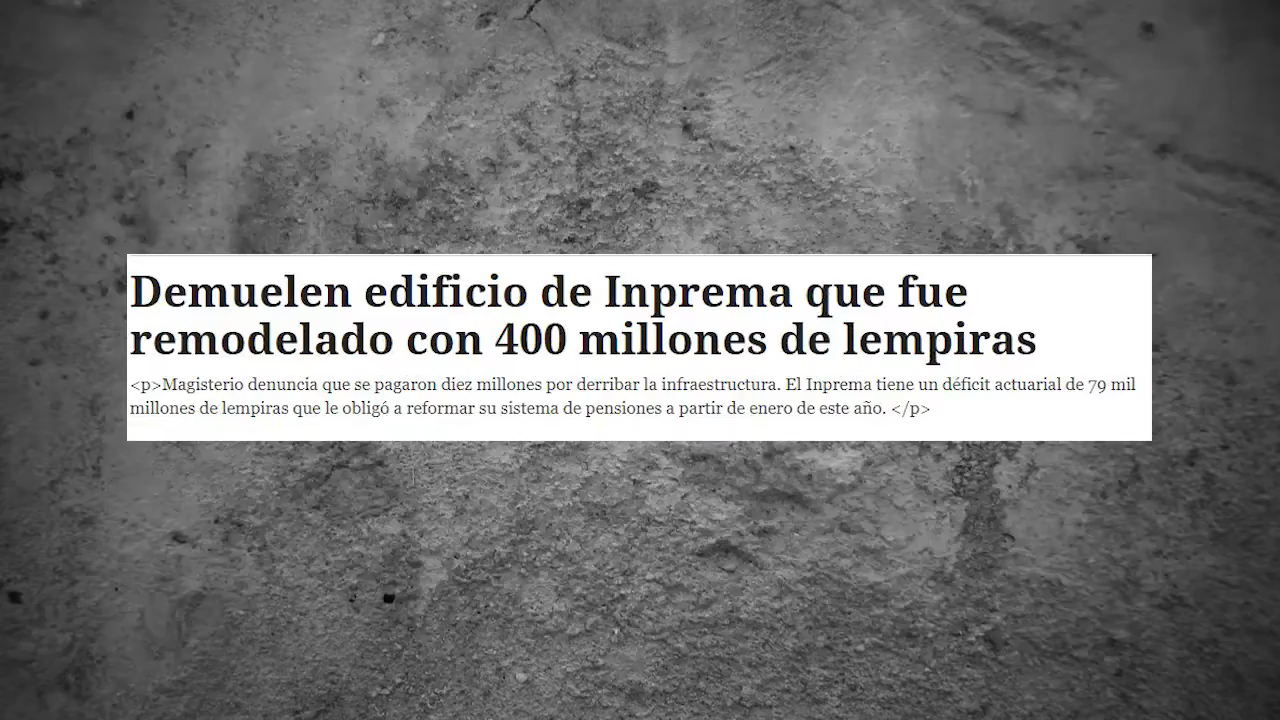 Demuelen edificio de Inprema que fue
remodelado con 400 millones de lempiras
<p>Magisterio denuncia que se pagaron diez millones por derribar la infraestructura. El Inprema tiene un déficit actuarial de 79 mil
millones de lempiras que le obligó a reformar su sistema de pensiones a partir de enero de este año. </p>